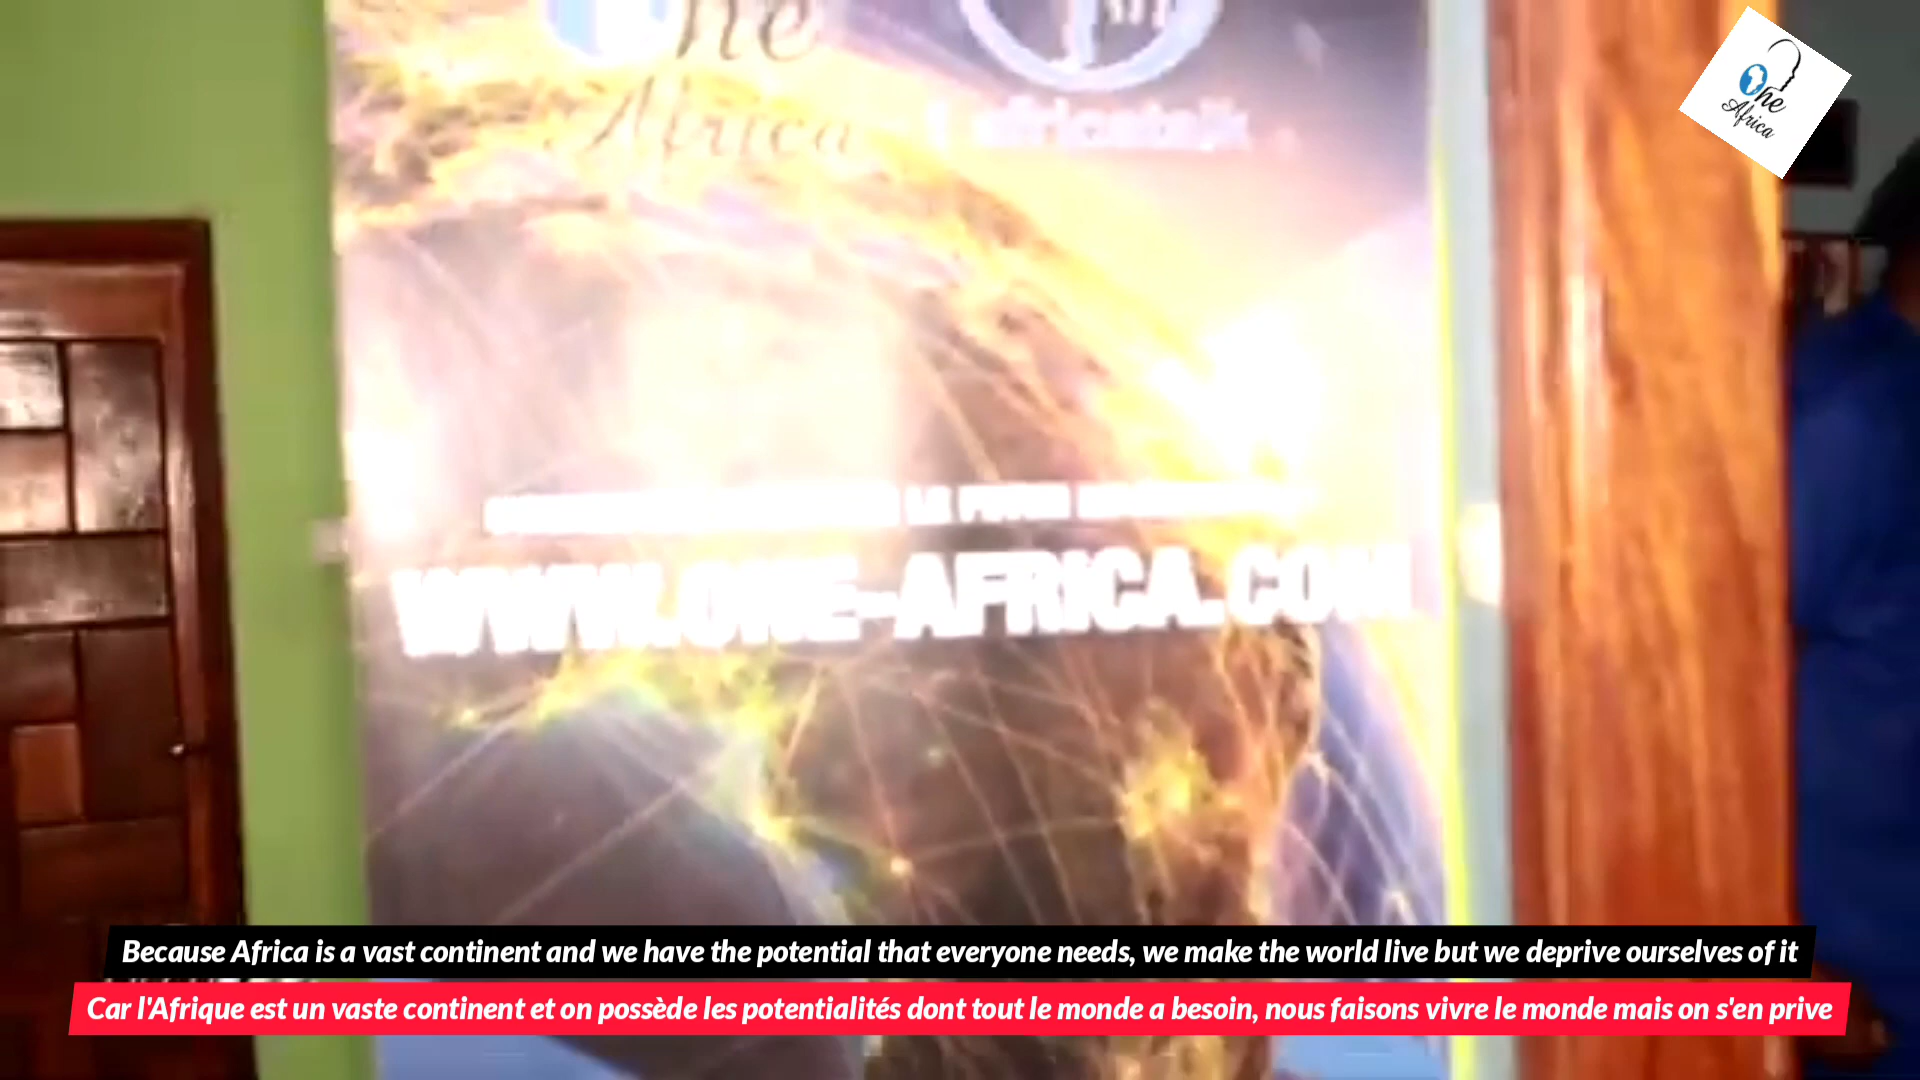 One
Africa
africatalk
One
Africa
LA
WWW.ONE-AFRICA.COM
Because Africa is a vast continent and we have the potential that everyone needs, we make the world live but we deprive ourselves of it
Car l'Afrique est un vaste continent et on possède les potentialités dont tout le monde a besoin, nous faisons vivre le monde mais on s'en prive